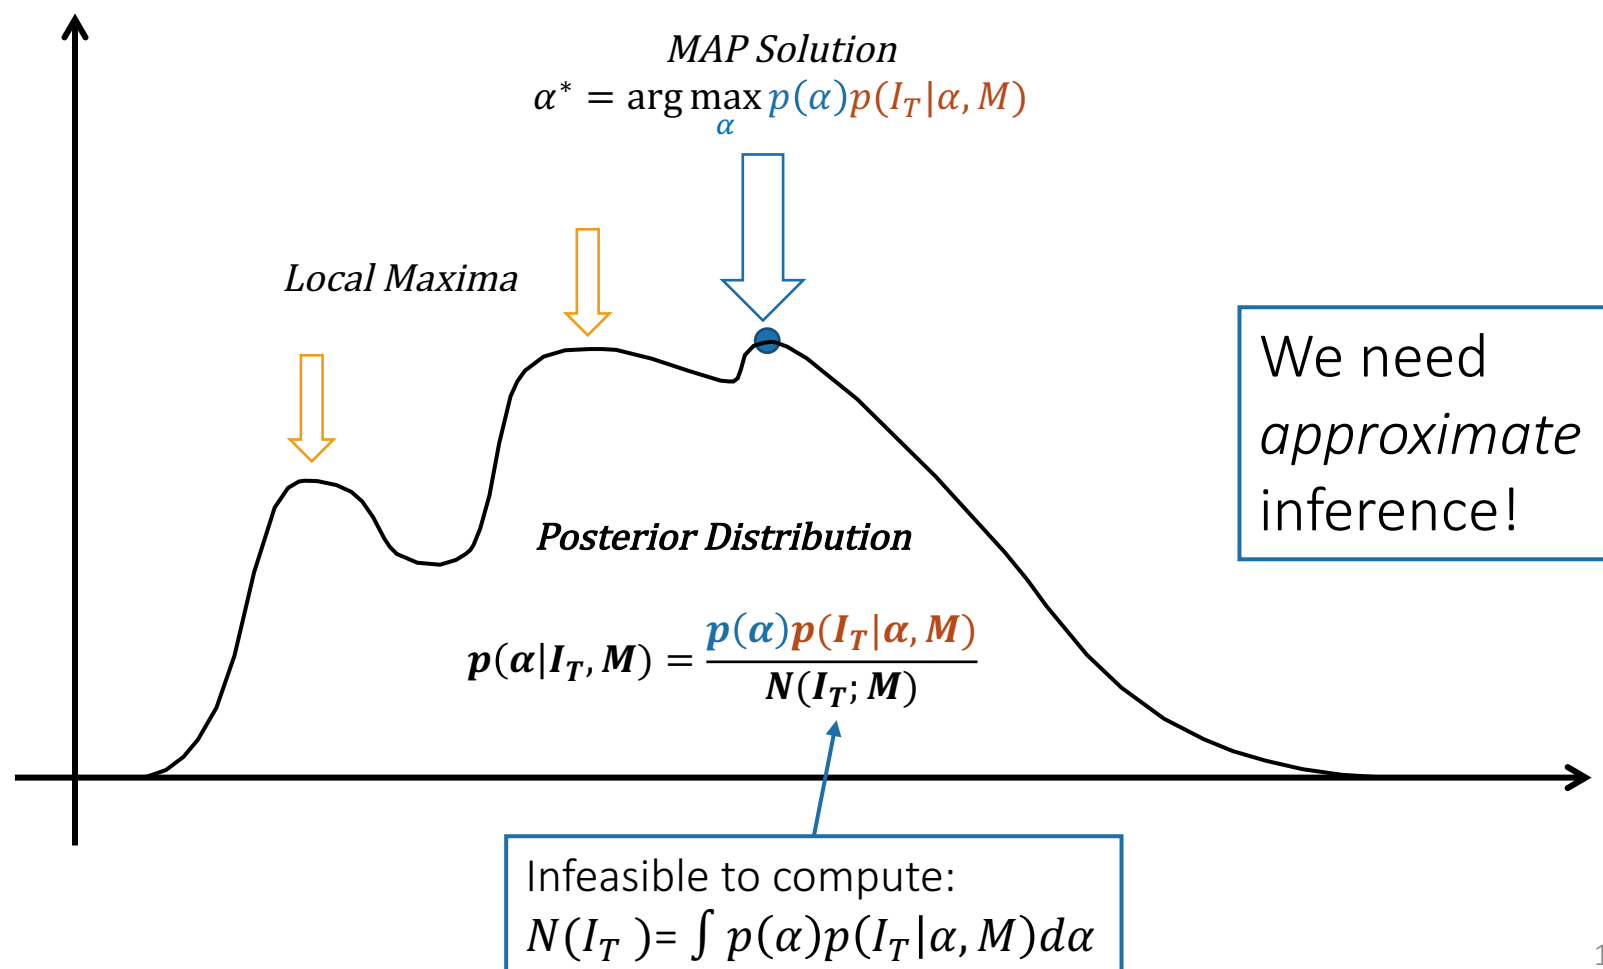 MAP Solution
α* = arg max p(α)p(I_T|α, M)
α
Local Maxima
We need
approximate
inference!
Posterior Distribution
p(α|I_T, M) = p(α)p(I_T|α, M) / N(I_T; M)
Infeasible to compute:
N(I_T )= ∫ p(α)p(I_T|α, M)dα
1